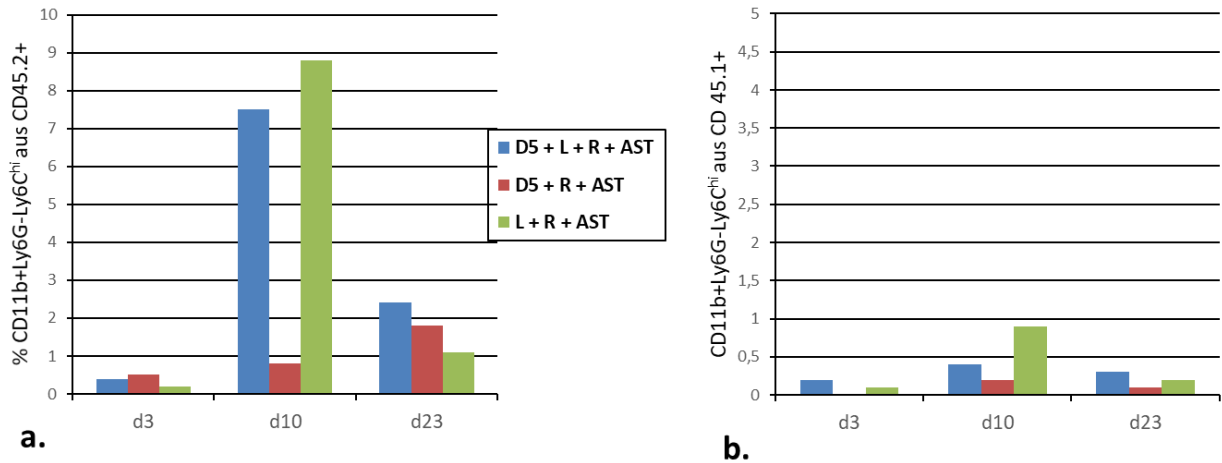 % CD11b+Ly6G-Ly6Chi aus CD45.2+
10
9
8
7
6
5
4
3
2
1
0
d3
d10
d23
a.
D5 + L + R + AST
D5 + R + AST
L + R + AST
CD11b+Ly6G-Ly6Chi aus CD 45.1+
5
4,5
4
3,5
3
2,5
2
1,5
1
0,5
0
d3
d10
d23
b.